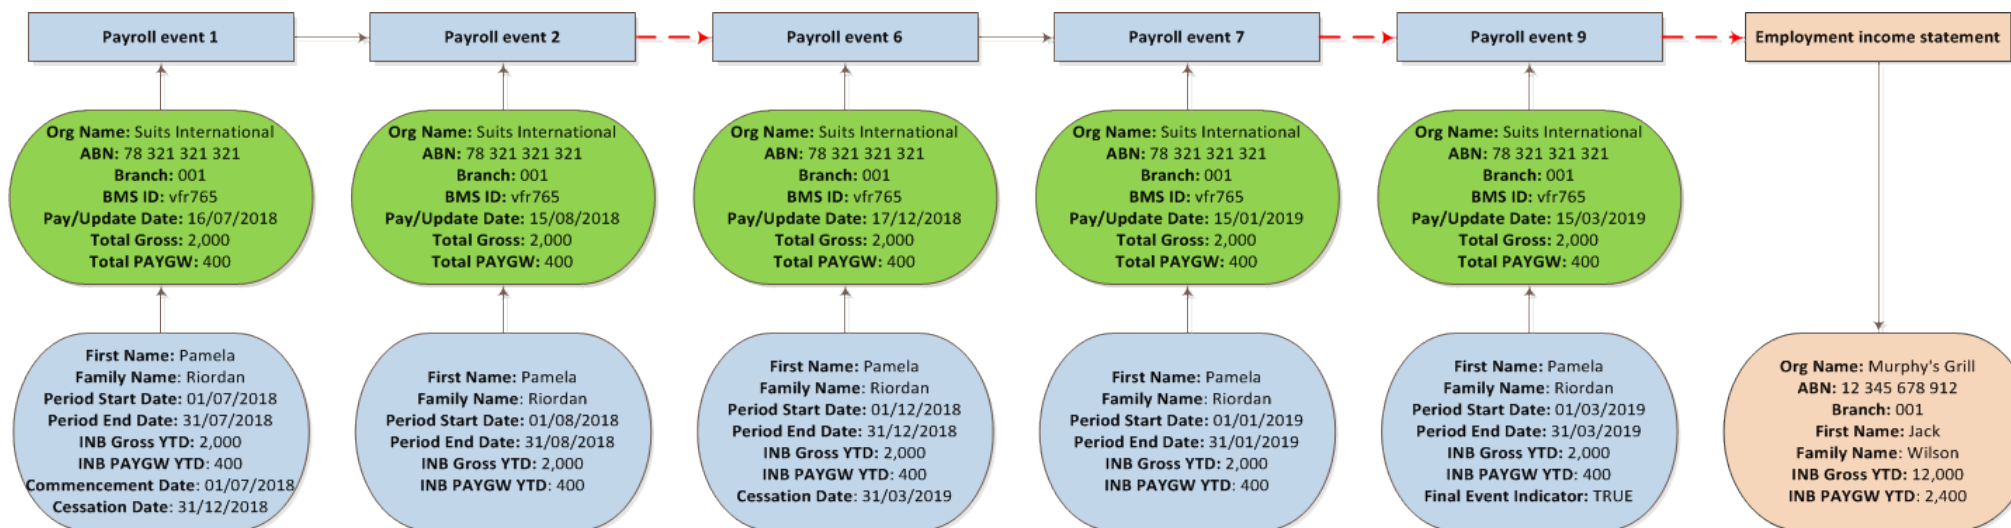 Payroll event 1
Payroll event 2
Payroll event 6
Payroll event 7
Payroll event 9
Employment income statement
Org Name: Suits International
ABN: 78 321 321 321
Branch: 001
BMS ID: vfr765
Pay/Update Date: 16/07/2018
Total Gross: 2,000
Total PAYGW: 400
Org Name: Suits International
ABN: 78 321 321 321
Branch: 001
BMS ID: vfr765
Pay/Update Date: 15/08/2018
Total Gross: 2,000
Total PAYGW: 400
Org Name: Suits International
ABN: 78 321 321 321
Branch: 001
BMS ID: vfr765
Pay/Update Date: 17/12/2018
Total Gross: 2,000
Total PAYGW: 400
Org Name: Suits International
ABN: 78 321 321 321
Branch: 001
BMS ID: vfr765
Pay/Update Date: 15/01/2019
Total Gross: 2,000
Total PAYGW: 400
Org Name: Suits International
ABN: 78 321 321 321
Branch: 001
BMS ID: vfr765
Pay/Update Date: 15/03/2019
Total Gross: 2,000
Total PAYGW: 400
First Name: Pamela
Family Name: Riordan
Period Start Date: 01/07/2018
Period End Date: 31/07/2018
INB Gross YTD: 2,000
INB PAYGW YTD: 400
Commencement Date: 01/07/2018
Cessation Date: 31/12/2018
First Name: Pamela
Family Name: Riordan
Period Start Date: 01/08/2018
Period End Date: 31/08/2018
INB Gross YTD: 2,000
INB PAYGW YTD: 400
First Name: Pamela
Family Name: Riordan
Period Start Date: 01/12/2018
Period End Date: 31/12/2018
INB Gross YTD: 2,000
INB PAYGW YTD: 400
Cessation Date: 31/03/2019
First Name: Pamela
Family Name: Riordan
Period Start Date: 01/01/2019
Period End Date: 31/01/2019
INB Gross YTD: 2,000
INB PAYGW YTD: 400
First Name: Pamela
Family Name: Riordan
Period Start Date: 01/03/2019
Period End Date: 31/03/2019
INB Gross YTD: 2,000
INB PAYGW YTD: 400
Final Event Indicator: TRUE
Org Name: Murphy's Grill
ABN: 12 345 678 912
Branch: 001
First Name: Jack
Family Name: Wilson
INB Gross YTD: 12,000
INB PAYGW YTD: 2,400